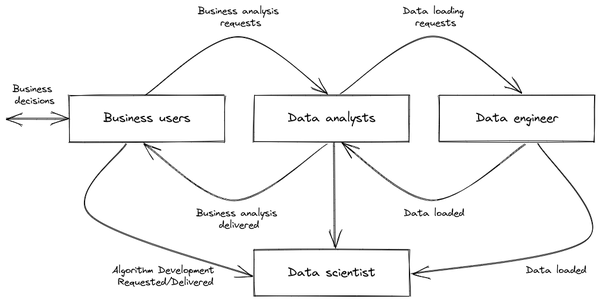 Business analysis
requests
Data loading
requests
Business
decisions
Business users
Data analysts
Data engineer
Business analysis
delivered
Data loaded
Algorithm Development
Requested/Delivered
Data scientist
Data loaded